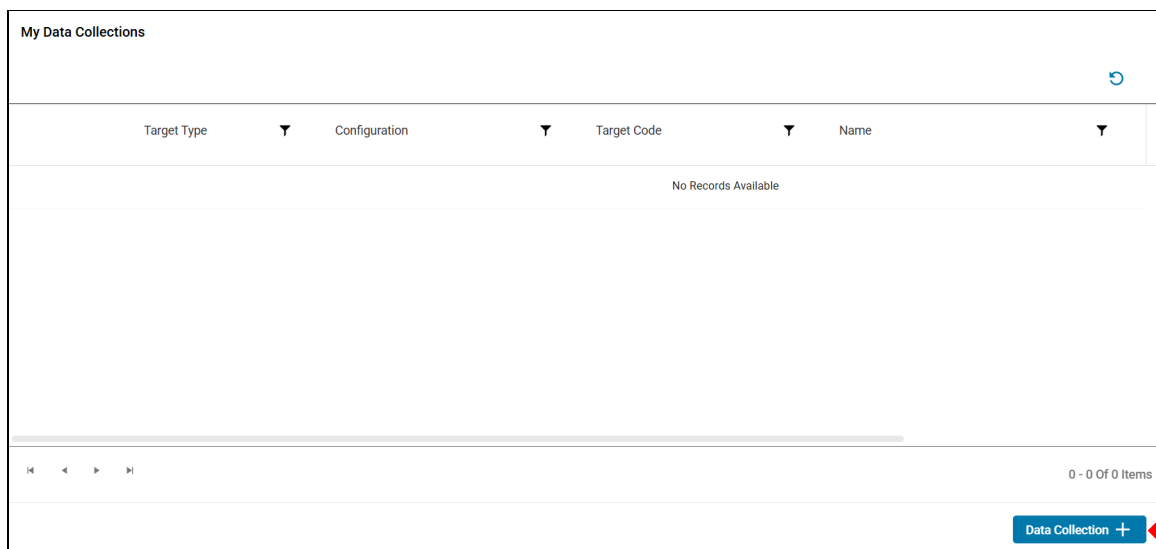 My Data Collections
Target Type Configuration Target Code Name
No Records Available
0 - 0 Of 0 Items
Data Collection +